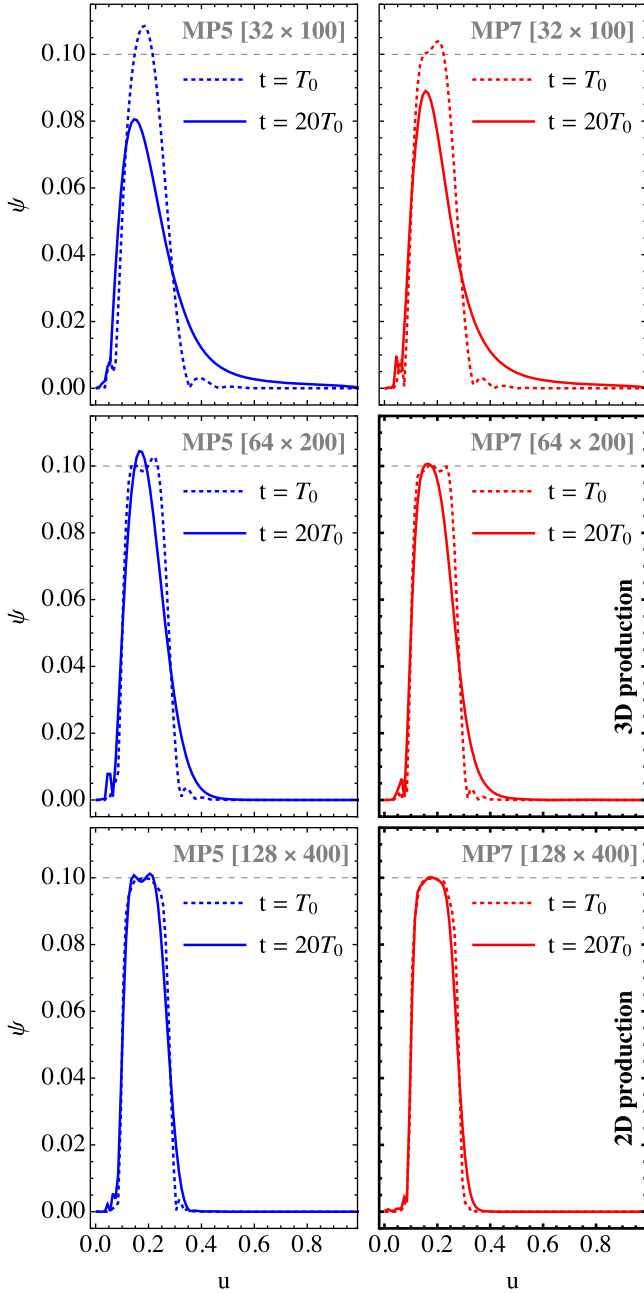 MP5 [32 × 100]
t = T0
t = 20T0
ψ
0.10
0.08
0.06
0.04
0.02
0.00
MP7 [32 × 100]
t = T0
t = 20T0
MP5 [64 × 200]
t = T0
t = 20T0
ψ
0.10
0.08
0.06
0.04
0.02
0.00
MP7 [64 × 200]
t = T0
t = 20T0
3D production
MP5 [128 × 400]
t = T0
t = 20T0
ψ
0.10
0.08
0.06
0.04
0.02
0.00
0.0 0.2 0.4 0.6 0.8
u
MP7 [128 × 400]
t = T0
t = 20T0
2D production
0.0 0.2 0.4 0.6 0.8
u